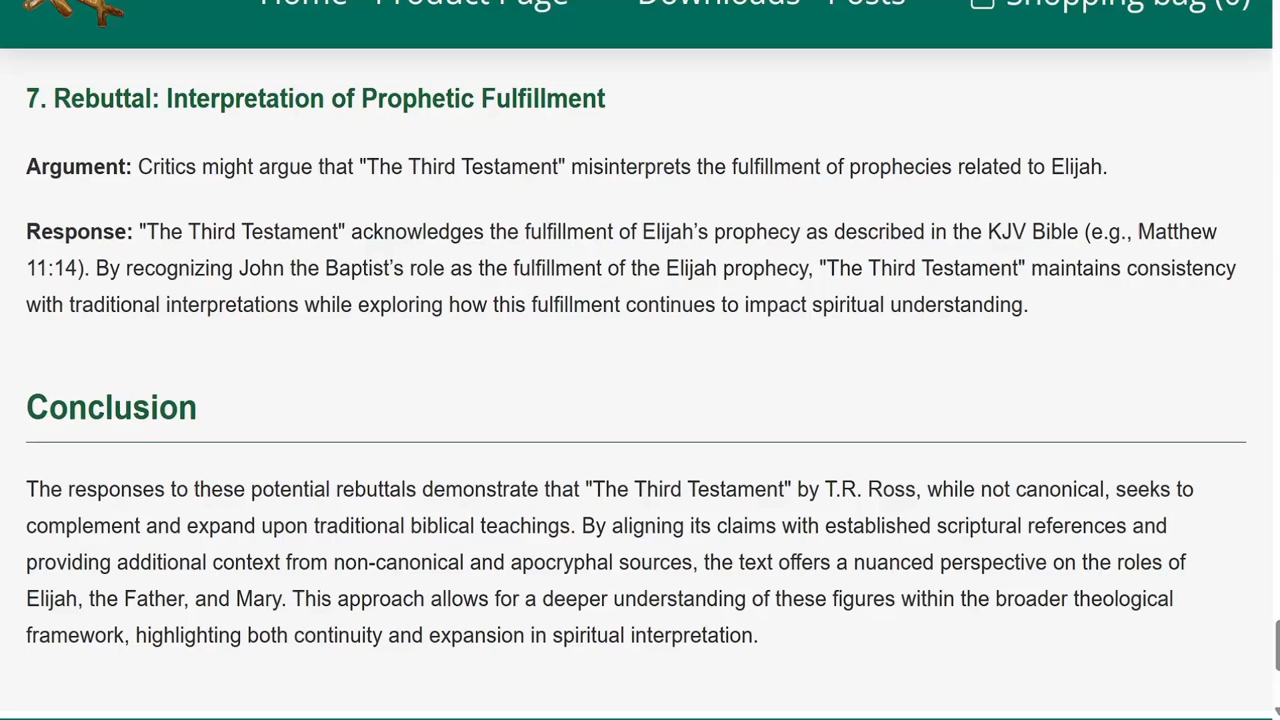 Home Product Page Downloads Posts Shopping bag (0)
7. Rebuttal: Interpretation of Prophetic Fulfillment
Argument: Critics might argue that "The Third Testament" misinterprets the fulfillment of prophecies related to Elijah.
Response: "The Third Testament" acknowledges the fulfillment of Elijah’s prophecy as described in the KJV Bible (e.g., Matthew
11:14). By recognizing John the Baptist’s role as the fulfillment of the Elijah prophecy, "The Third Testament" maintains consistency
with traditional interpretations while exploring how this fulfillment continues to impact spiritual understanding.
Conclusion
The responses to these potential rebuttals demonstrate that "The Third Testament" by T.R. Ross, while not canonical, seeks to
complement and expand upon traditional biblical teachings. By aligning its claims with established scriptural references and
providing additional context from non-canonical and apocryphal sources, the text offers a nuanced perspective on the roles of
Elijah, the Father, and Mary. This approach allows for a deeper understanding of these figures within the broader theological
framework, highlighting both continuity and expansion in spiritual interpretation.